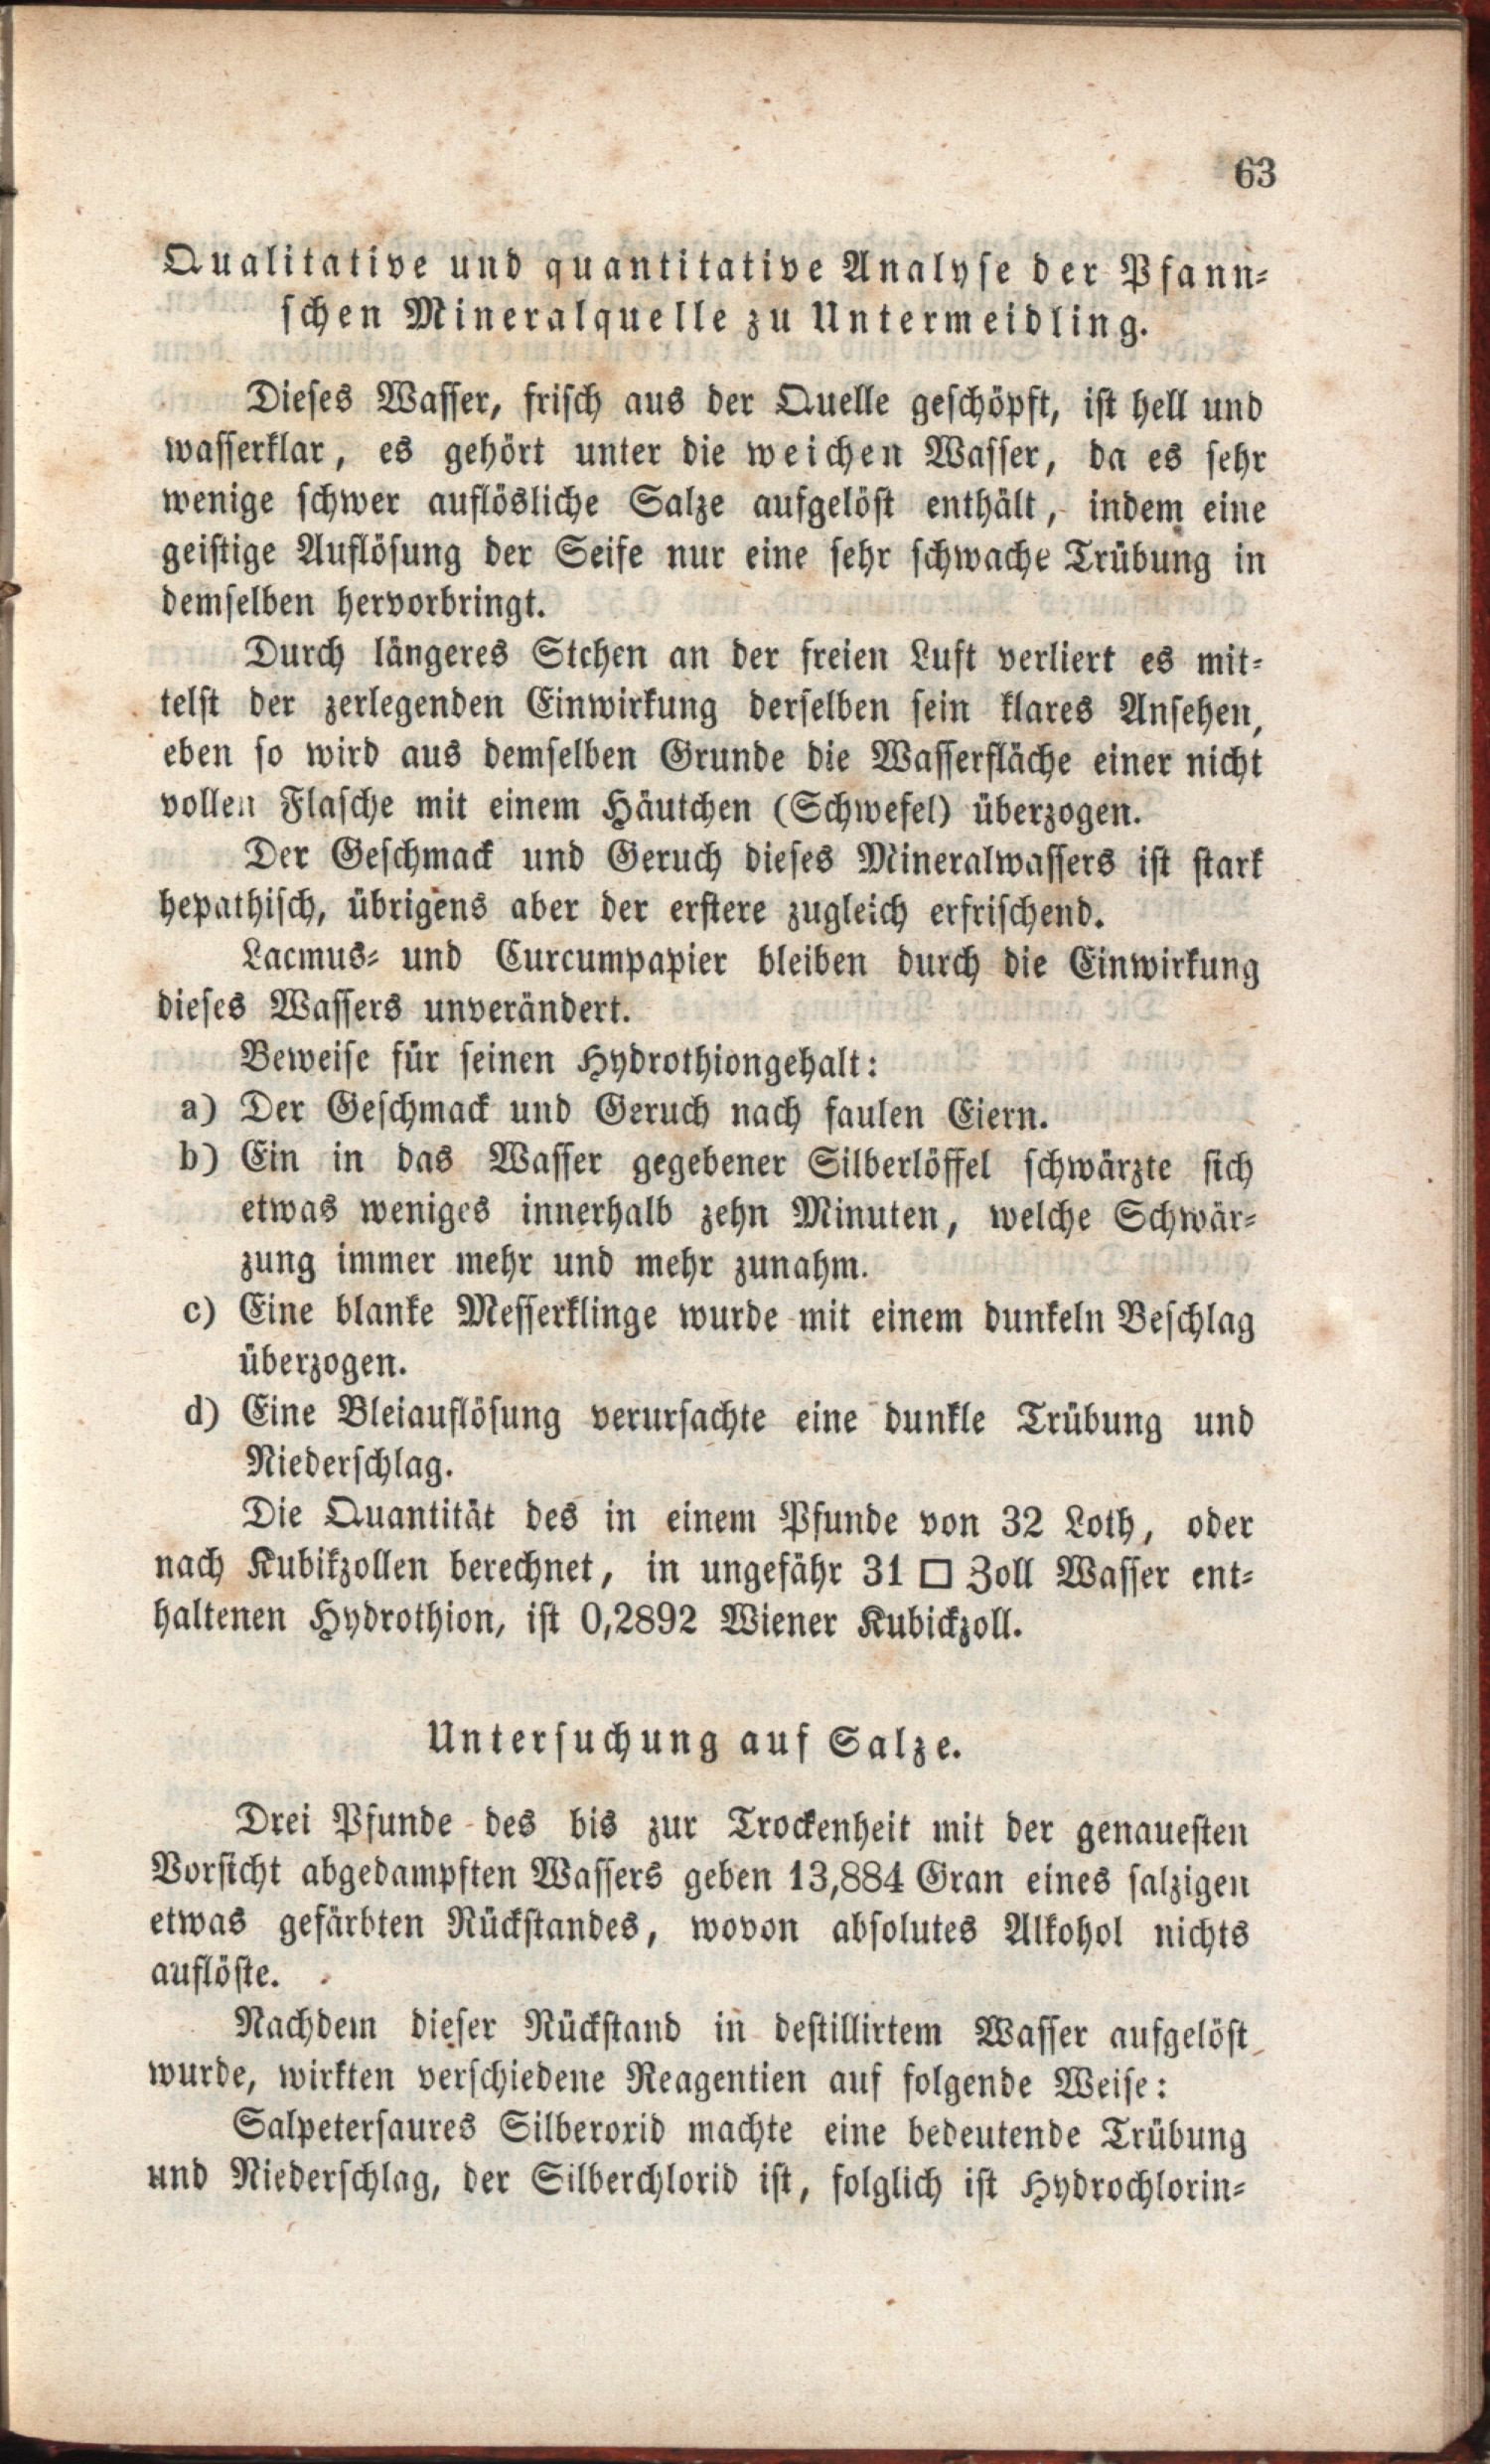 63
Qualitative und quantitative Analyse der Pfann-
schen Mineralquelle zu Untermeidling.
Dieses Wasser, frisch aus der Quelle geschöpft, ist hell und
wasserklar, es gehört unter die weichen Wasser, da es sehr
wenige schwer auflösliche Salze aufgelöst enthält, indem eine
geistige Auflösung der Seife nur eine sehr schwache Trübung in
demselben hervorbringt.
Durch längeres Stehen an der freien Luft verliert es mit-
telst der zerlegenden Einwirkung derselben sein klares Ansehen,
eben so wird aus demselben Grunde die Wasserfläche einer nicht
vollen Flasche mit einem Häutchen (Schwefel) überzogen.
Der Geschmack und Geruch dieses Mineralwassers ist stark
hepathisch, übrigens aber der erstere zugleich erfrischend.
Lacmus- und Curcumpapier bleiben durch die Einwirkung
dieses Wassers unverändert.
Beweise für seinen Hydrothiongehalt:
a) Der Geschmack und Geruch nach faulen Eiern.
b) Ein in das Wasser gegebener Silberlöffel schwärzte sich
etwas weniges innerhalb zehn Minuten, welche Schwär-
zung immer mehr und mehr zunahm.
c) Eine blanke Messerklinge wurde mit einem dunkeln Beschlag
überzogen.
d) Eine Bleiauflösung verursachte eine dunkle Trübung und
Niederschlag.
Die Quantität des in einem Pfunde von 32 Loth, oder
nach Kubikzollen berechnet, in ungefähr 31 □ Zoll Wasser ent-
haltenen Hydrothion, ist 0,2892 Wiener Kubickzoll.
Untersuchung auf Salze.
Drei Pfunde des bis zur Trockenheit mit der genauesten
Vorsicht abgedampften Wassers geben 13,884 Gran eines salzigen
etwas gefärbten Rückstandes, wovon absolutes Alkohol nichts
auflöste.
Nachdem dieser Rückstand in destillirtem Wasser aufgelöst
wurde, wirkten verschiedene Reagentien auf folgende Weise:
Salpetersaures Silberoxid machte eine bedeutende Trübung
und Niederschlag, der Silberchlorid ist, folglich ist Hydrochlorin-